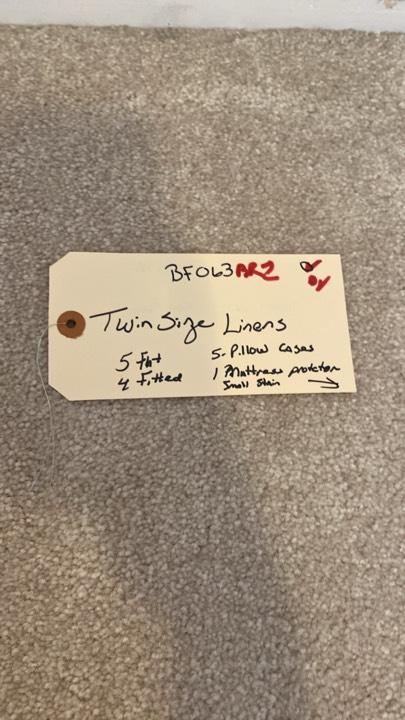 BF063AR2
Twin Size Linens
5 Flat
4 Fitted
5- Pillow Cases
1 Mattress protector
Small Stain